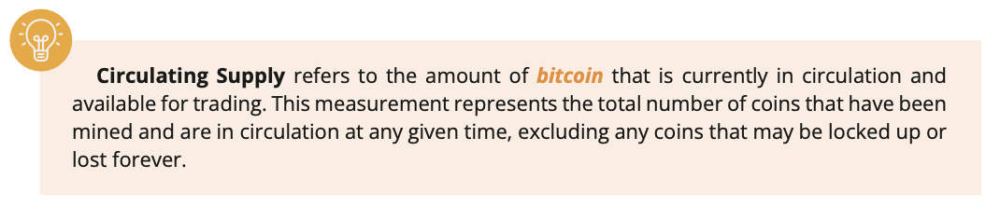 Circulating Supply refers to the amount of bitcoin that is currently in circulation and
available for trading. This measurement represents the total number of coins that have been
mined and are in circulation at any given time, excluding any coins that may be locked up or
lost forever.